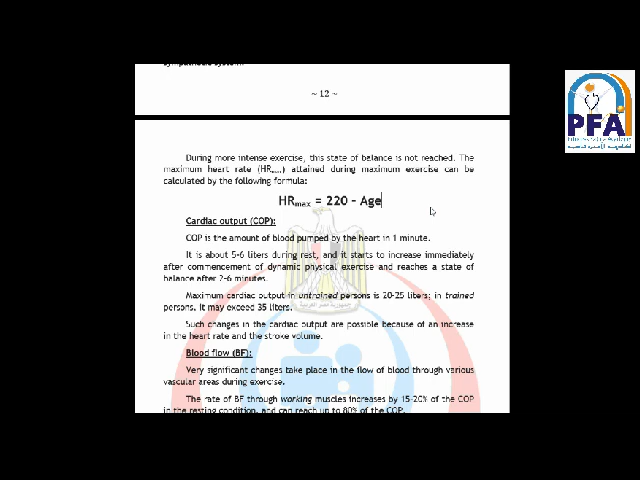 ~ 12 ~
PFA
During more intense exercise, this state of balance is not reached. The
maximum heart rate (HRmax) attained during maximum exercise can be
calculated by the following formula:
HRmax = 220 – Age
Cardiac output (COP):
COP is the amount of blood pumped by the heart in 1 minute.
It is about 5-6 liters during rest, and it starts to increase immediately
after commencement of dynamic physical exercise and reaches a state of
balance after 2-6 minutes.
Maximum cardiac output in untrained persons is 20-25 liters; in trained
persons, it may exceed 35 liters.
Such changes in the cardiac output are possible because of an increase
in the heart rate and the stroke volume.
Blood flow (BF):
Very significant changes take place in the flow of blood through various
vascular areas during exercise.
The rate of BF through working muscles increases by 15-20% of the COP
in the resting condition, and can reach up to 80% of the COP.